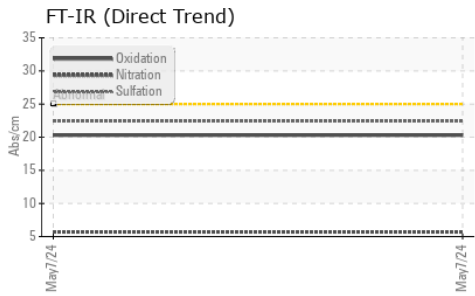 FT-IR (Direct Trend)
35
30
25
20
15
10
5
Abs/cm
Oxidation
Nitration
Sulfation
Abnormal
May7/24
May7/24